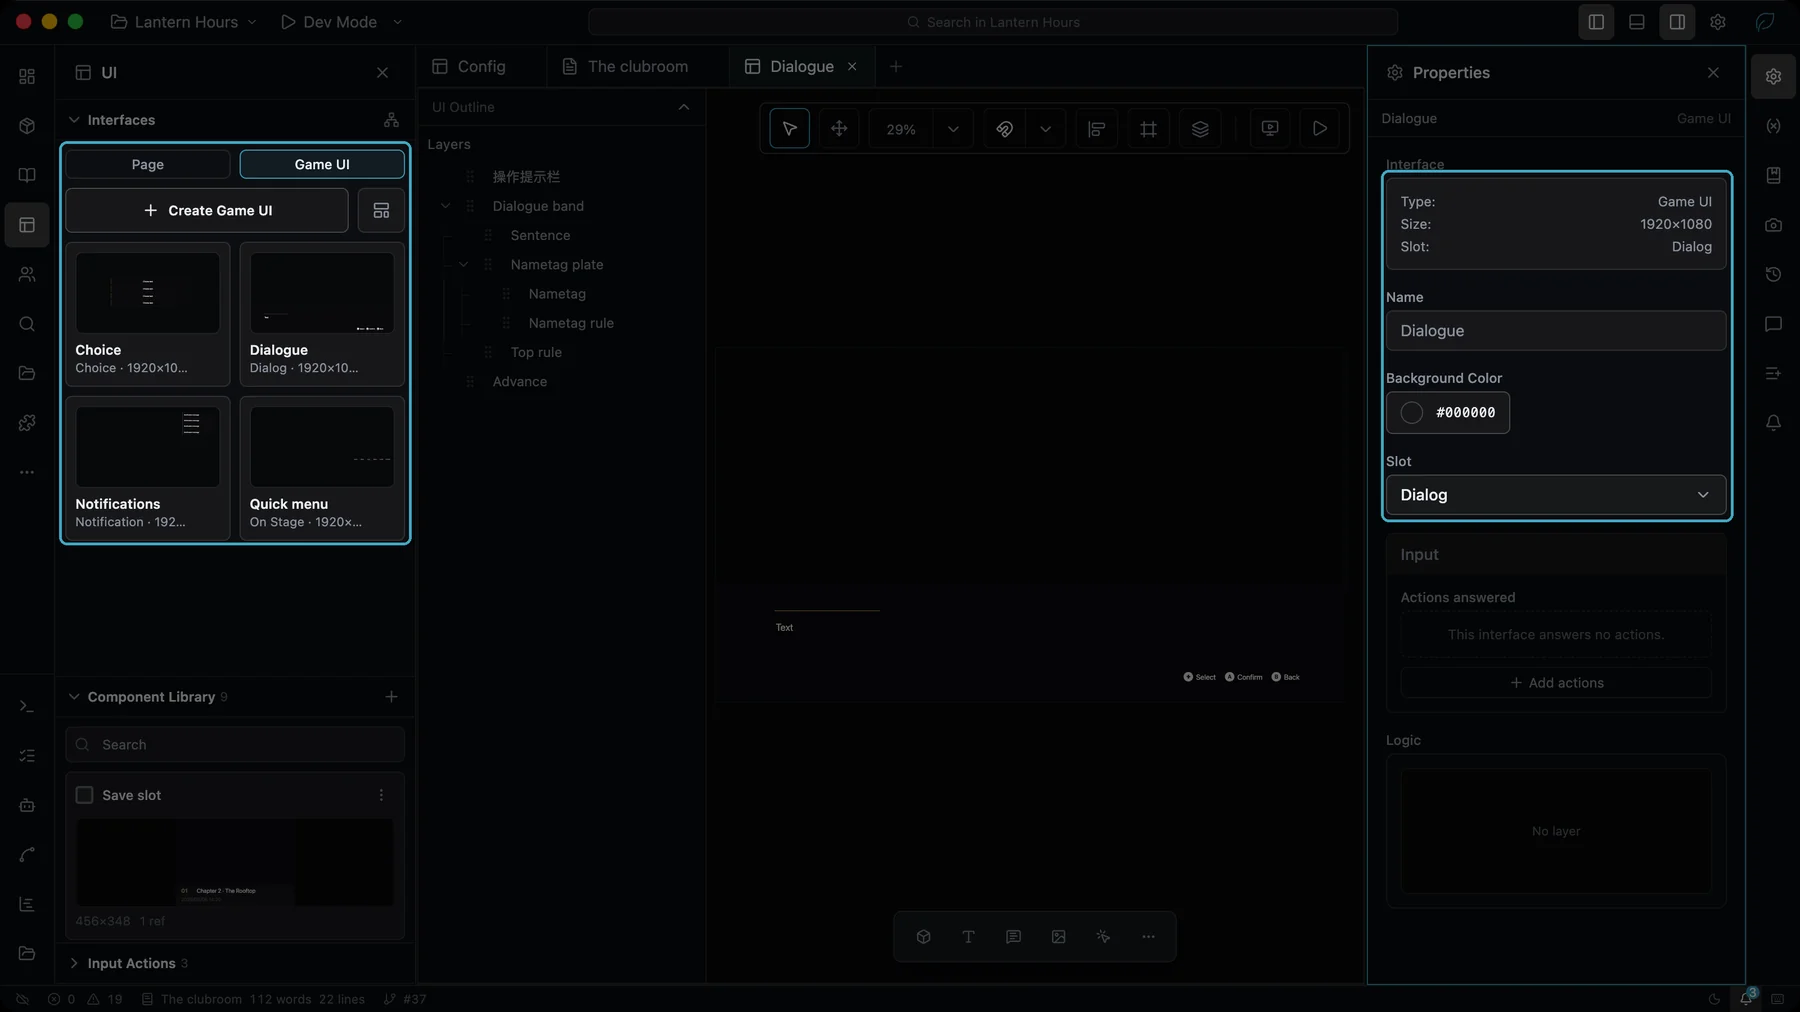 Lantern Hours
Dev Mode
Search in Lantern Hours
UI
Interfaces
Page
Game UI
Create Game UI
Choice
Choice · 1920×10...
Dialogue
Dialog · 1920×10...
Notifications
Notification · 192...
Quick menu
On Stage · 1920×...
Component Library 9
Search
Save slot
01 Chapter 2 · The Rooftop
456×348 1 ref
Input Actions 3
Config
The clubroom
Dialogue
UI Outline
Layers
操作提示栏
Dialogue band
Sentence
Nametag plate
Nametag
Nametag rule
Top rule
Advance
29%
Text
Select
Confirm
Back
Properties
Dialogue
Game UI
Interface
Type: Game UI
Size: 1920×1080
Slot: Dialog
Name
Dialogue
Background Color
#000000
Slot
Dialog
Input
Actions answered
This interface answers no actions.
Add actions
Logic
No layer
0 19 The clubroom 112 words 22 lines #37
3